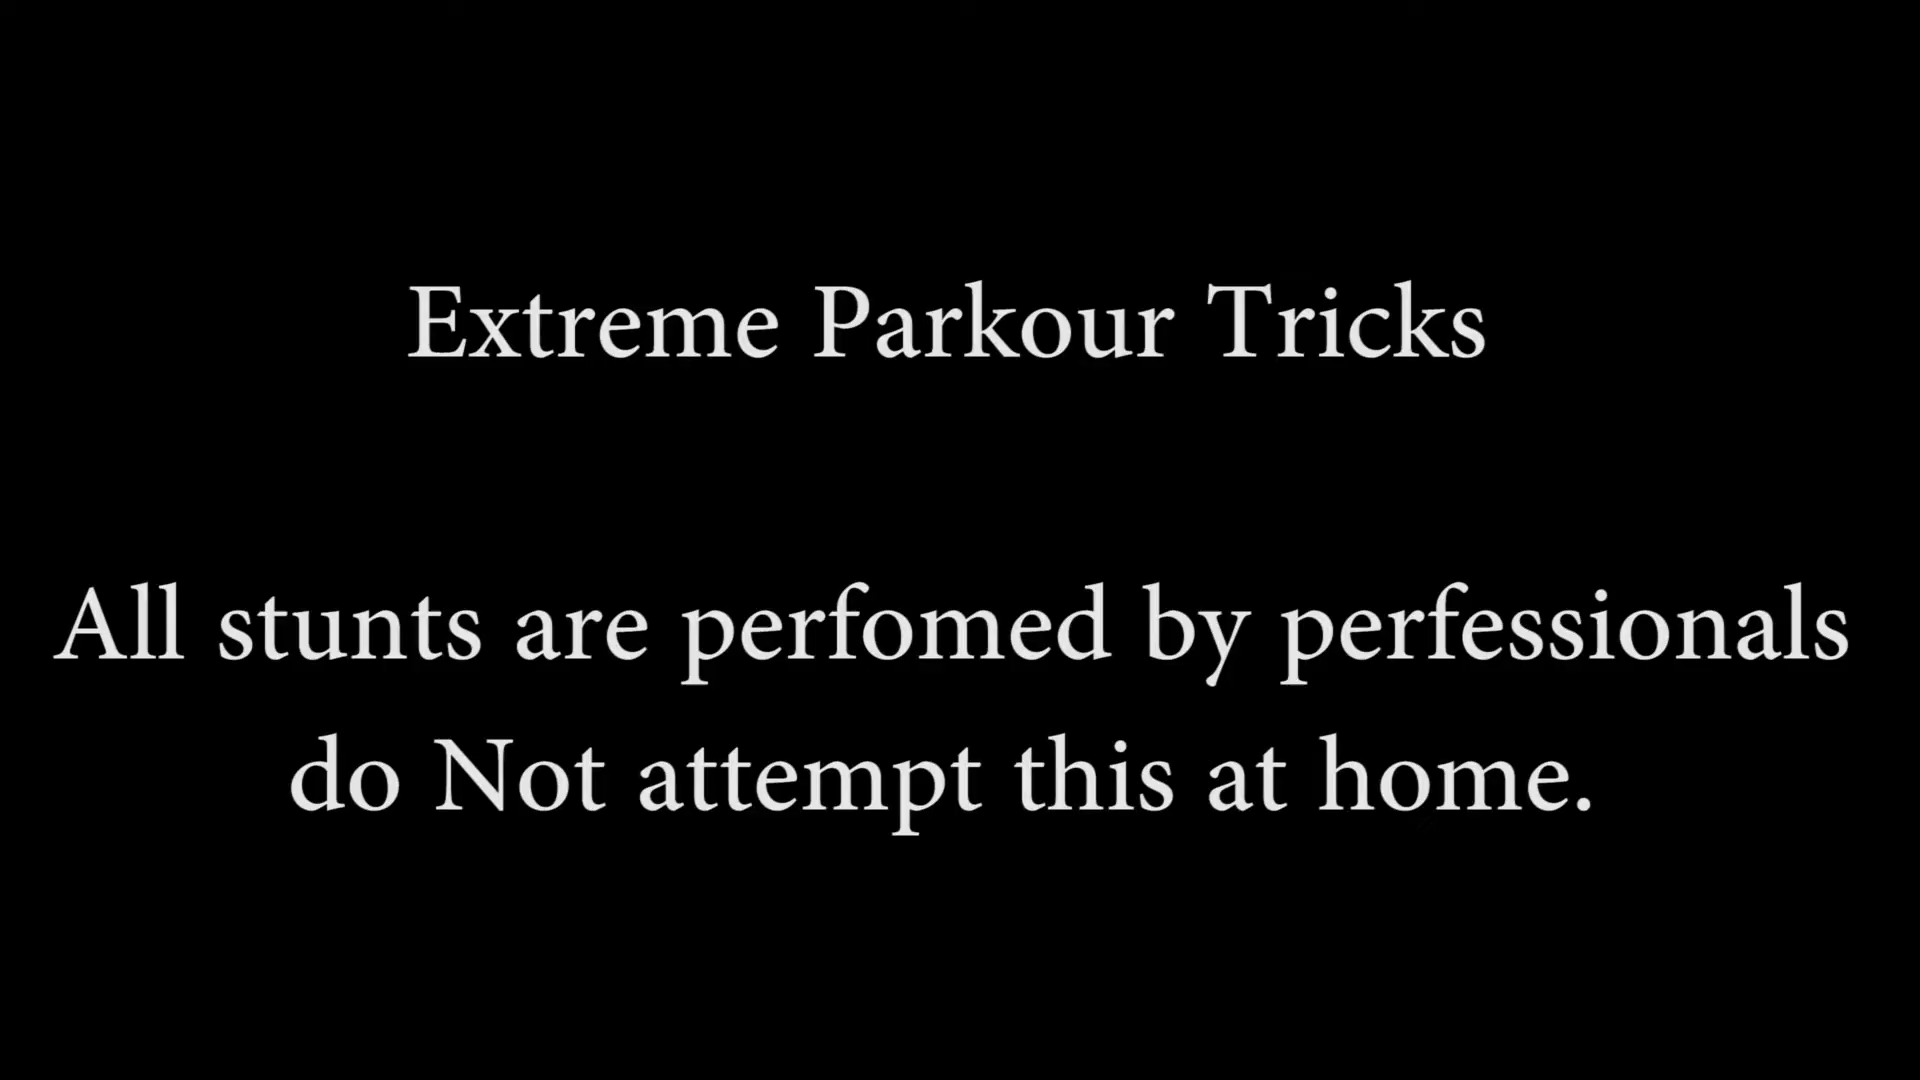 Extreme Parkour Tricks
All stunts are perfomed by perfessionals
do Not attempt this at home.